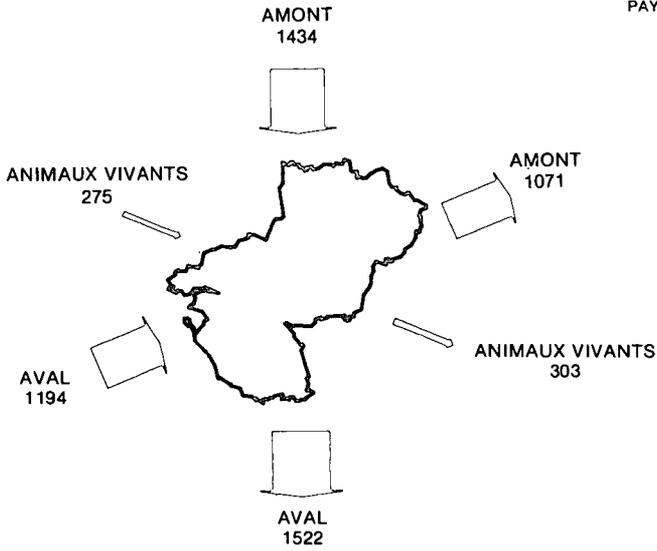 AMONT
1434
PAY
ANIMAUX VIVANTS
275
AMONT
1071
AVAL
1194
ANIMAUX VIVANTS
303
AVAL
1522